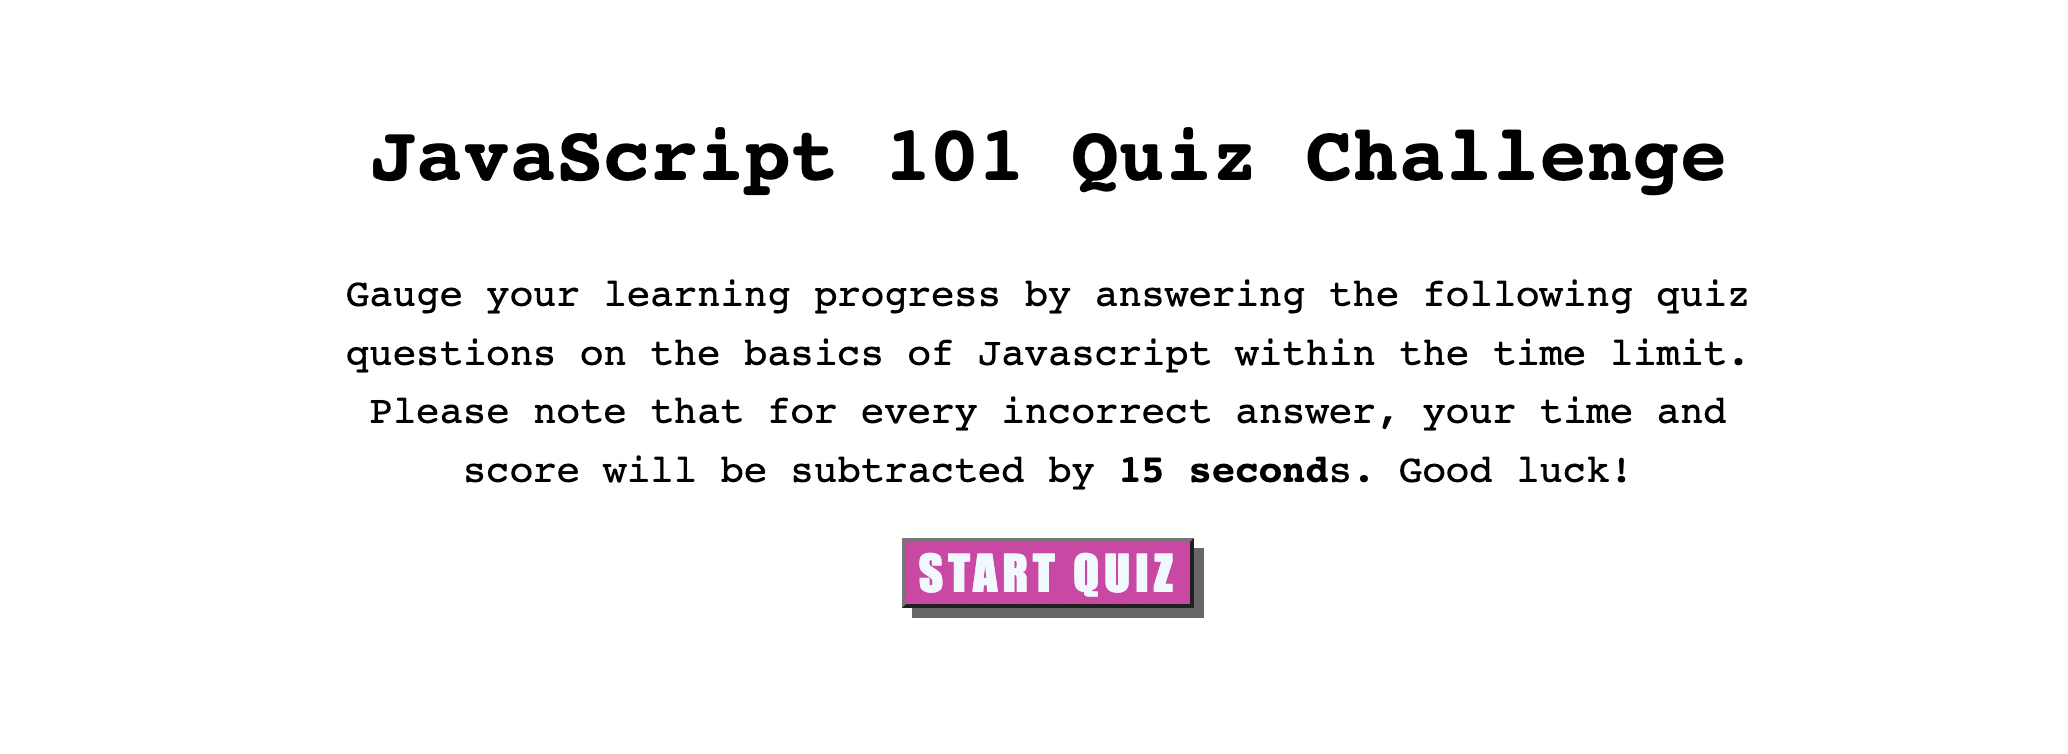 JavaScript 101 Quiz Challenge
Gauge your learning progress by answering the following quiz
questions on the basics of Javascript within the time limit.
Please note that for every incorrect answer, your time and
score will be subtracted by 15 seconds. Good luck!
START QUIZ